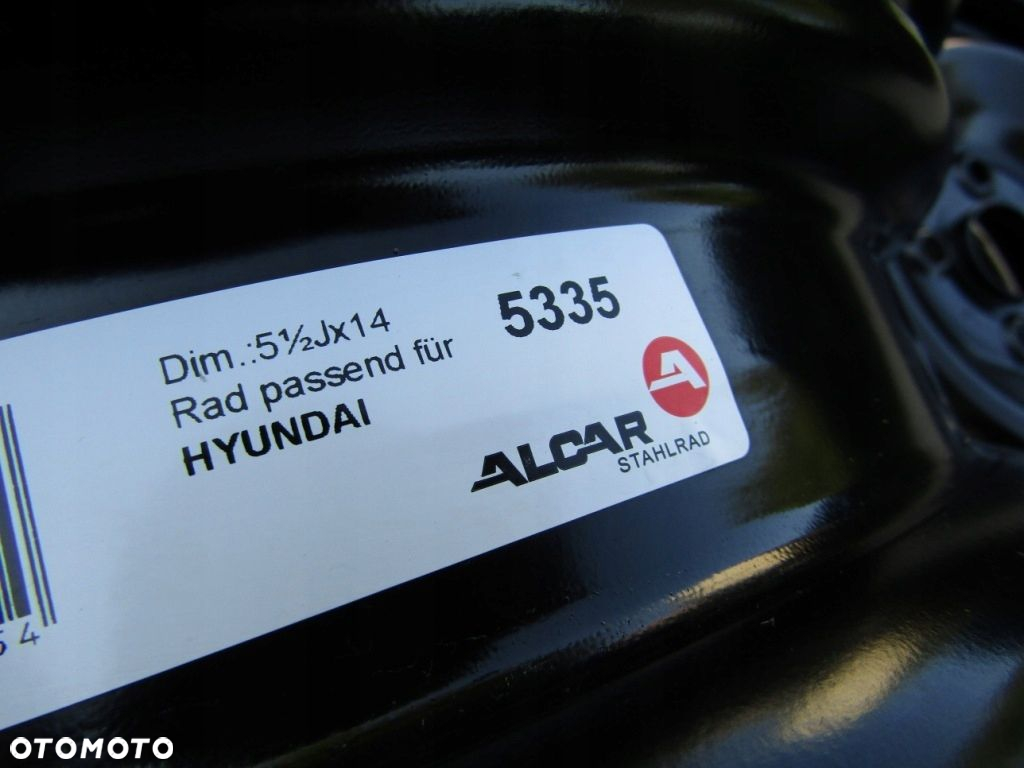 Dim.:5½Jx14
Rad passend für
HYUNDAI
5335
A
ALCAR
STAHLRAD
54
OTOMOTO